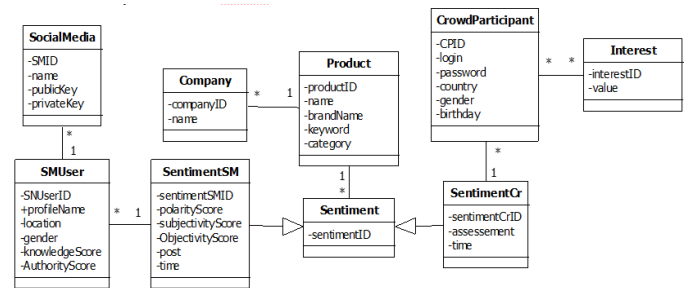 SocialMedia
-SMID
-name
-publicKey
-privateKey
*
1
SMUser
-SNUserID
+profileName
-location
-gender
-knowledgeScore
-AuthorityScore
* 1
SentimentSM
-sentimentSMID
-polarityScore
-subjectivityScore
-ObjectivityScore
-post
-time
Company
-companyID
-name
* 1
Product
-productID
-name
-brandName
-keyword
-category
1
*
Sentiment
-sentimentID
CrowdParticipant
-CPID
-login
-password
-country
-gender
-birthday
* *
Interest
-interestID
-value
*
1
SentimentCr
-sentimentCrID
-assessement
-time